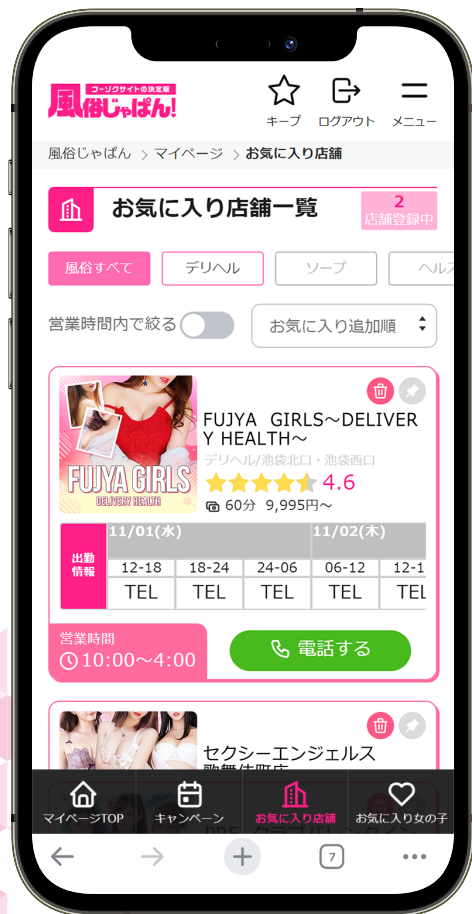 フーゾクサイトの決定版
風俗じゃぱん!
キープ
ログアウト
メニュー
風俗じゃぱん > マイページ > お気に入り店舗
お気に入り店舗一覧
2
店舗登録中
風俗すべて
デリヘル
ソープ
ヘル
営業時間内で絞る
お気に入り追加順
FUJYA GIRLS
DELIVERY HEALTH
FUJYA GIRLS～DELIVER
Y HEALTH～
デリヘル/池袋北口・池袋西口
4.6
60分 9,995円～
出勤
情報
11/01(水) 11/02(木)
12-18 18-24 24-06 06-12 12-1
TEL TEL TEL TEL TEL
営業時間
10:00～4:00
電話する
セクシーエンジェルス
歌舞伎町店
マイページTOP
キャンペーン
お気に入り店舗
お気に入り女の子
7